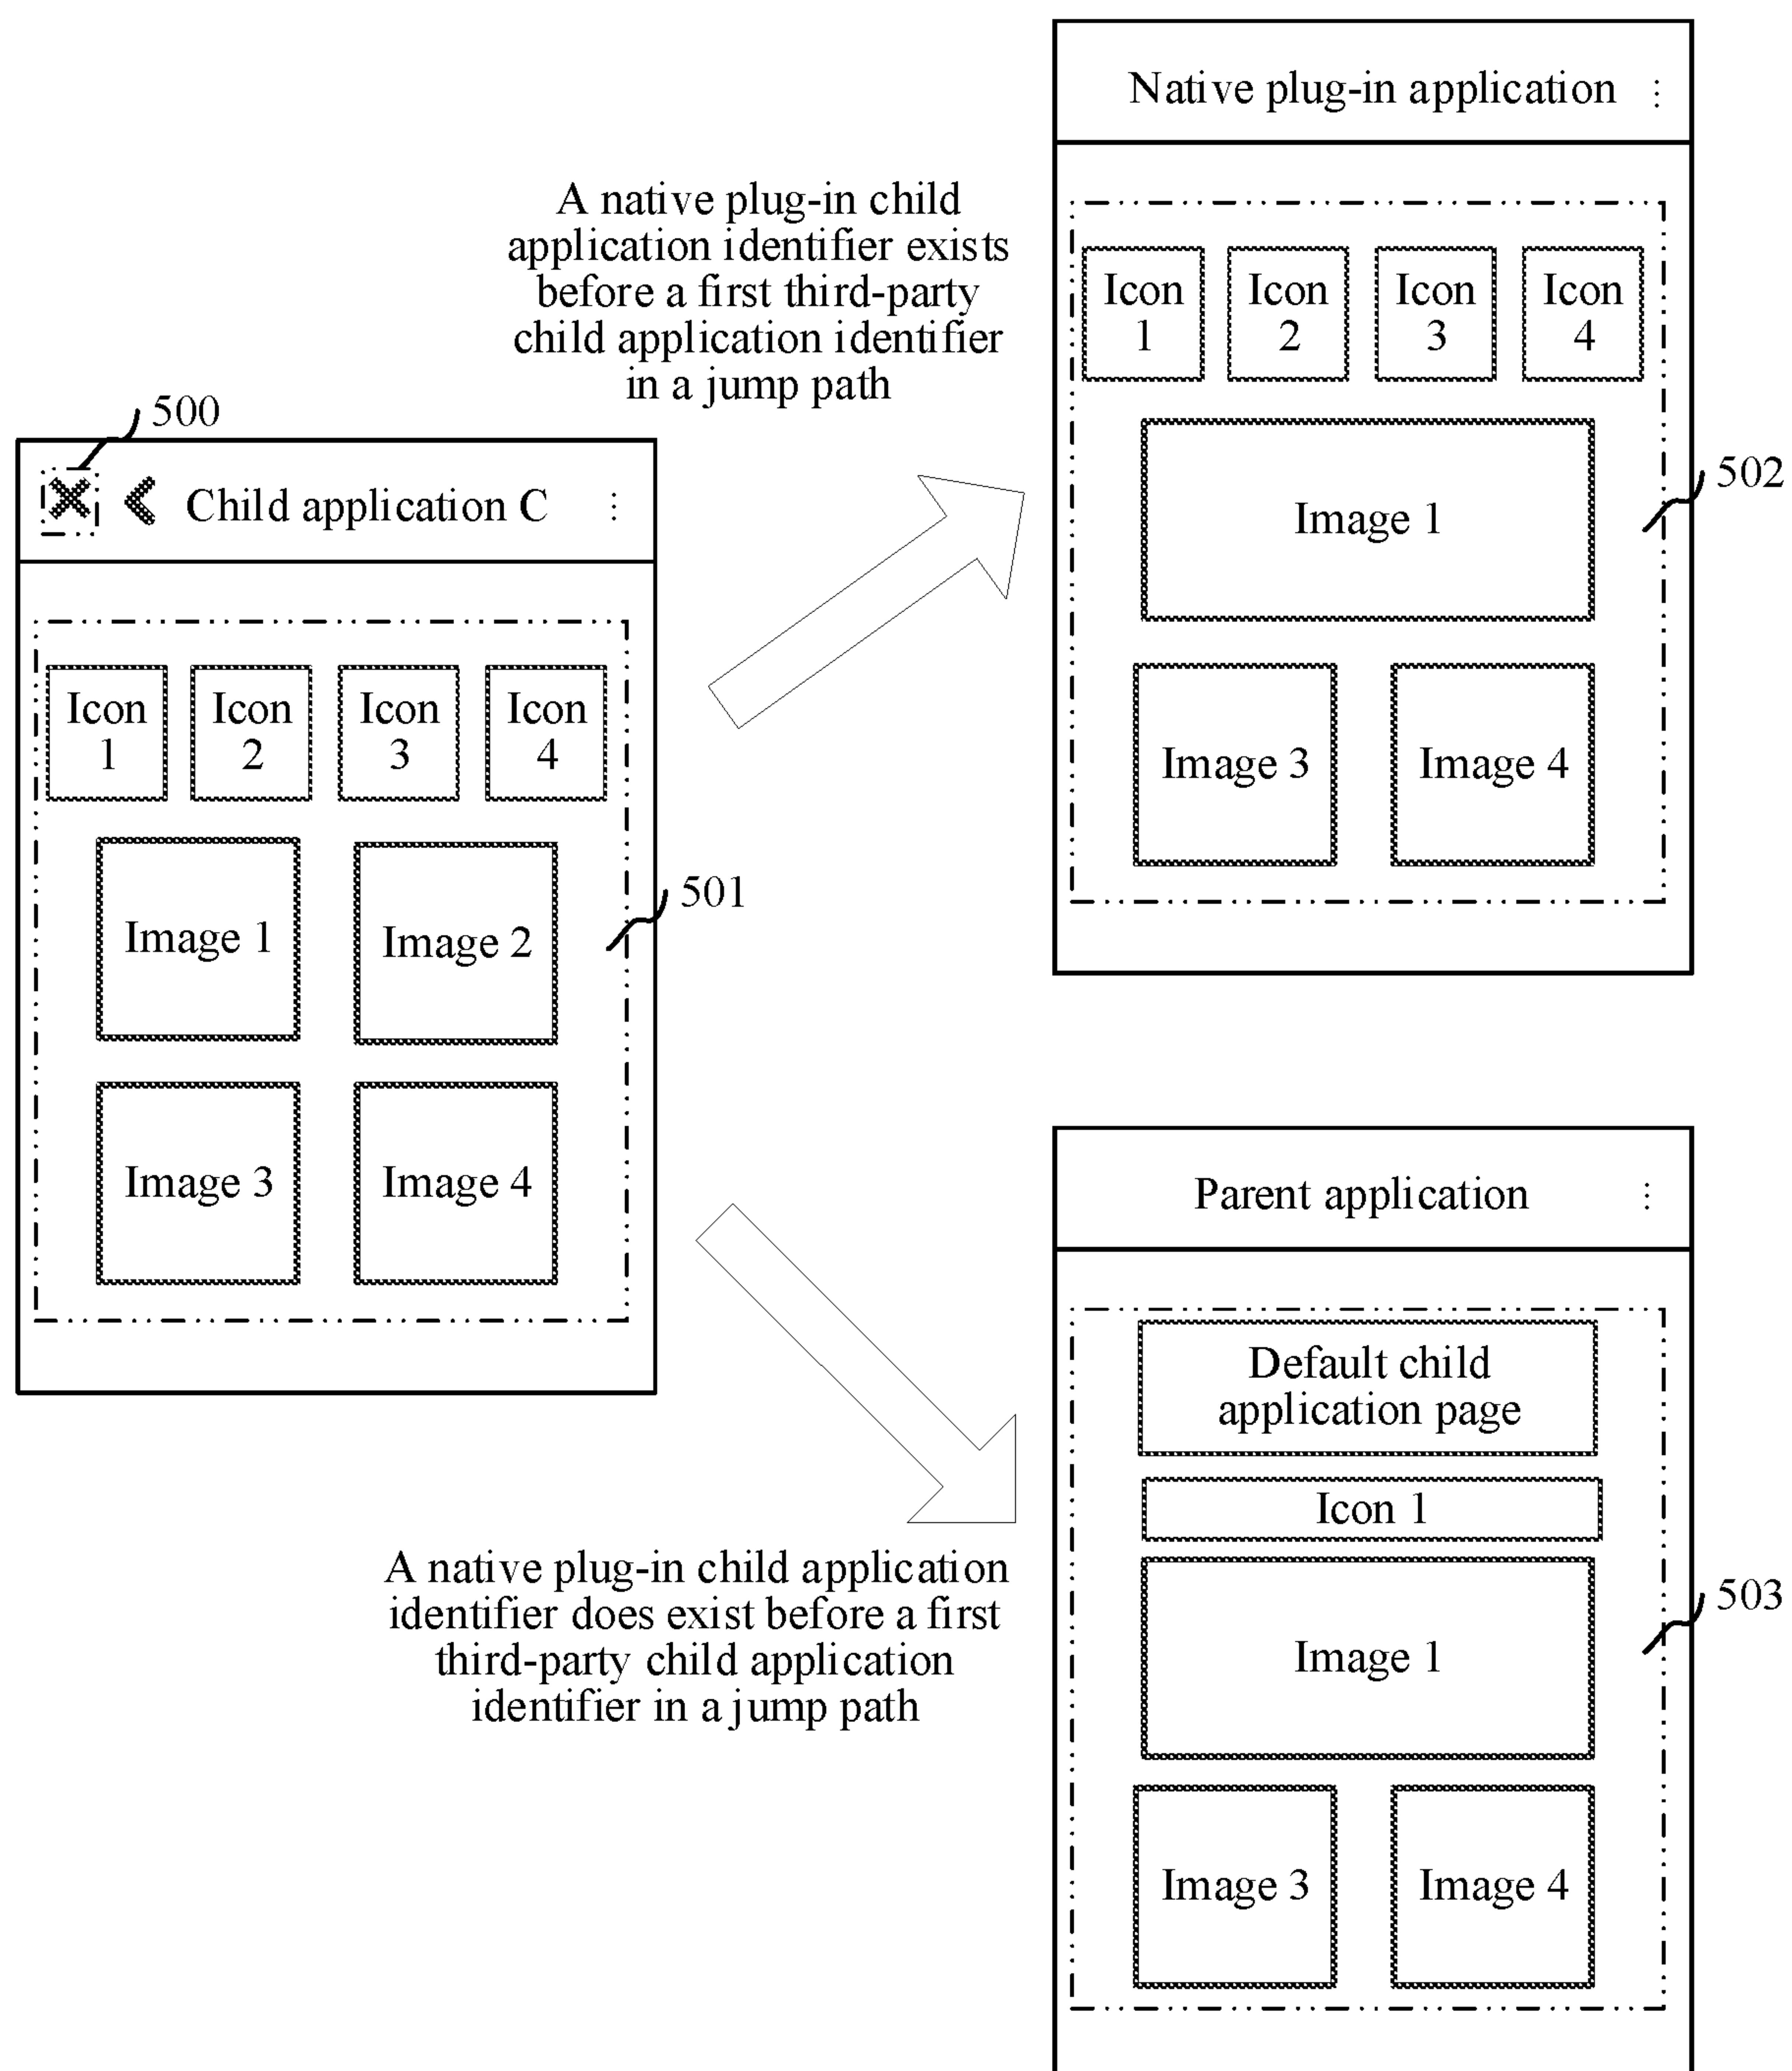 Native plug-in application
A native plug-in child
application identifier exists
before a first third-party
child application identifier
in a jump path
Icon
1
Icon
2
Icon
3
Icon
4
Image 1
502
Image 3
Image 4
500
Child application C
Icon
1
Icon
2
Icon
3
Icon
4
Image 1
Image 2
501
Image 3
Image 4
Parent application
Default child
application page
Icon 1
Image 1
503
Image 3
Image 4
A native plug-in child application
identifier does exist before a first
third-party child application
identifier in a jump path